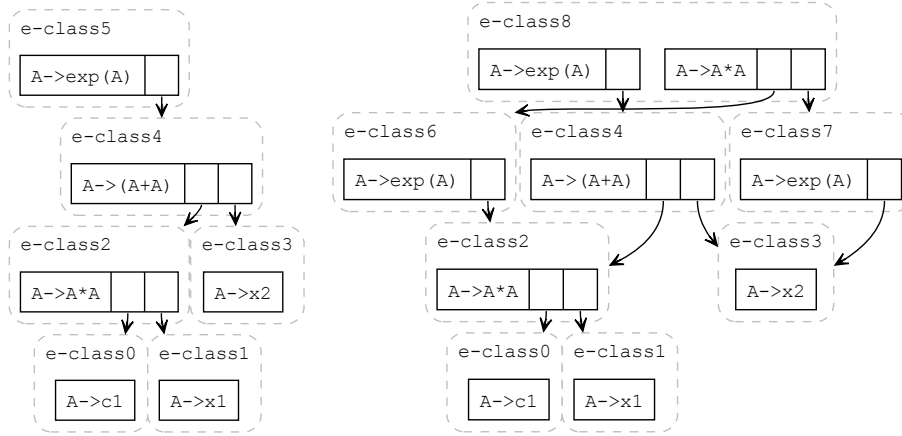 e-class5
A->exp(A)
e-class4
A->(A+A)
e-class2
e-class3
A->A*A
A->x2
e-class0
e-class1
A->c1
A->x1
e-class8
A->exp(A)
A->A*A
e-class6
e-class4
e-class7
A->exp(A)
A->(A+A)
A->exp(A)
e-class2
e-class3
A->A*A
A->x2
e-class0
e-class1
A->c1
A->x1